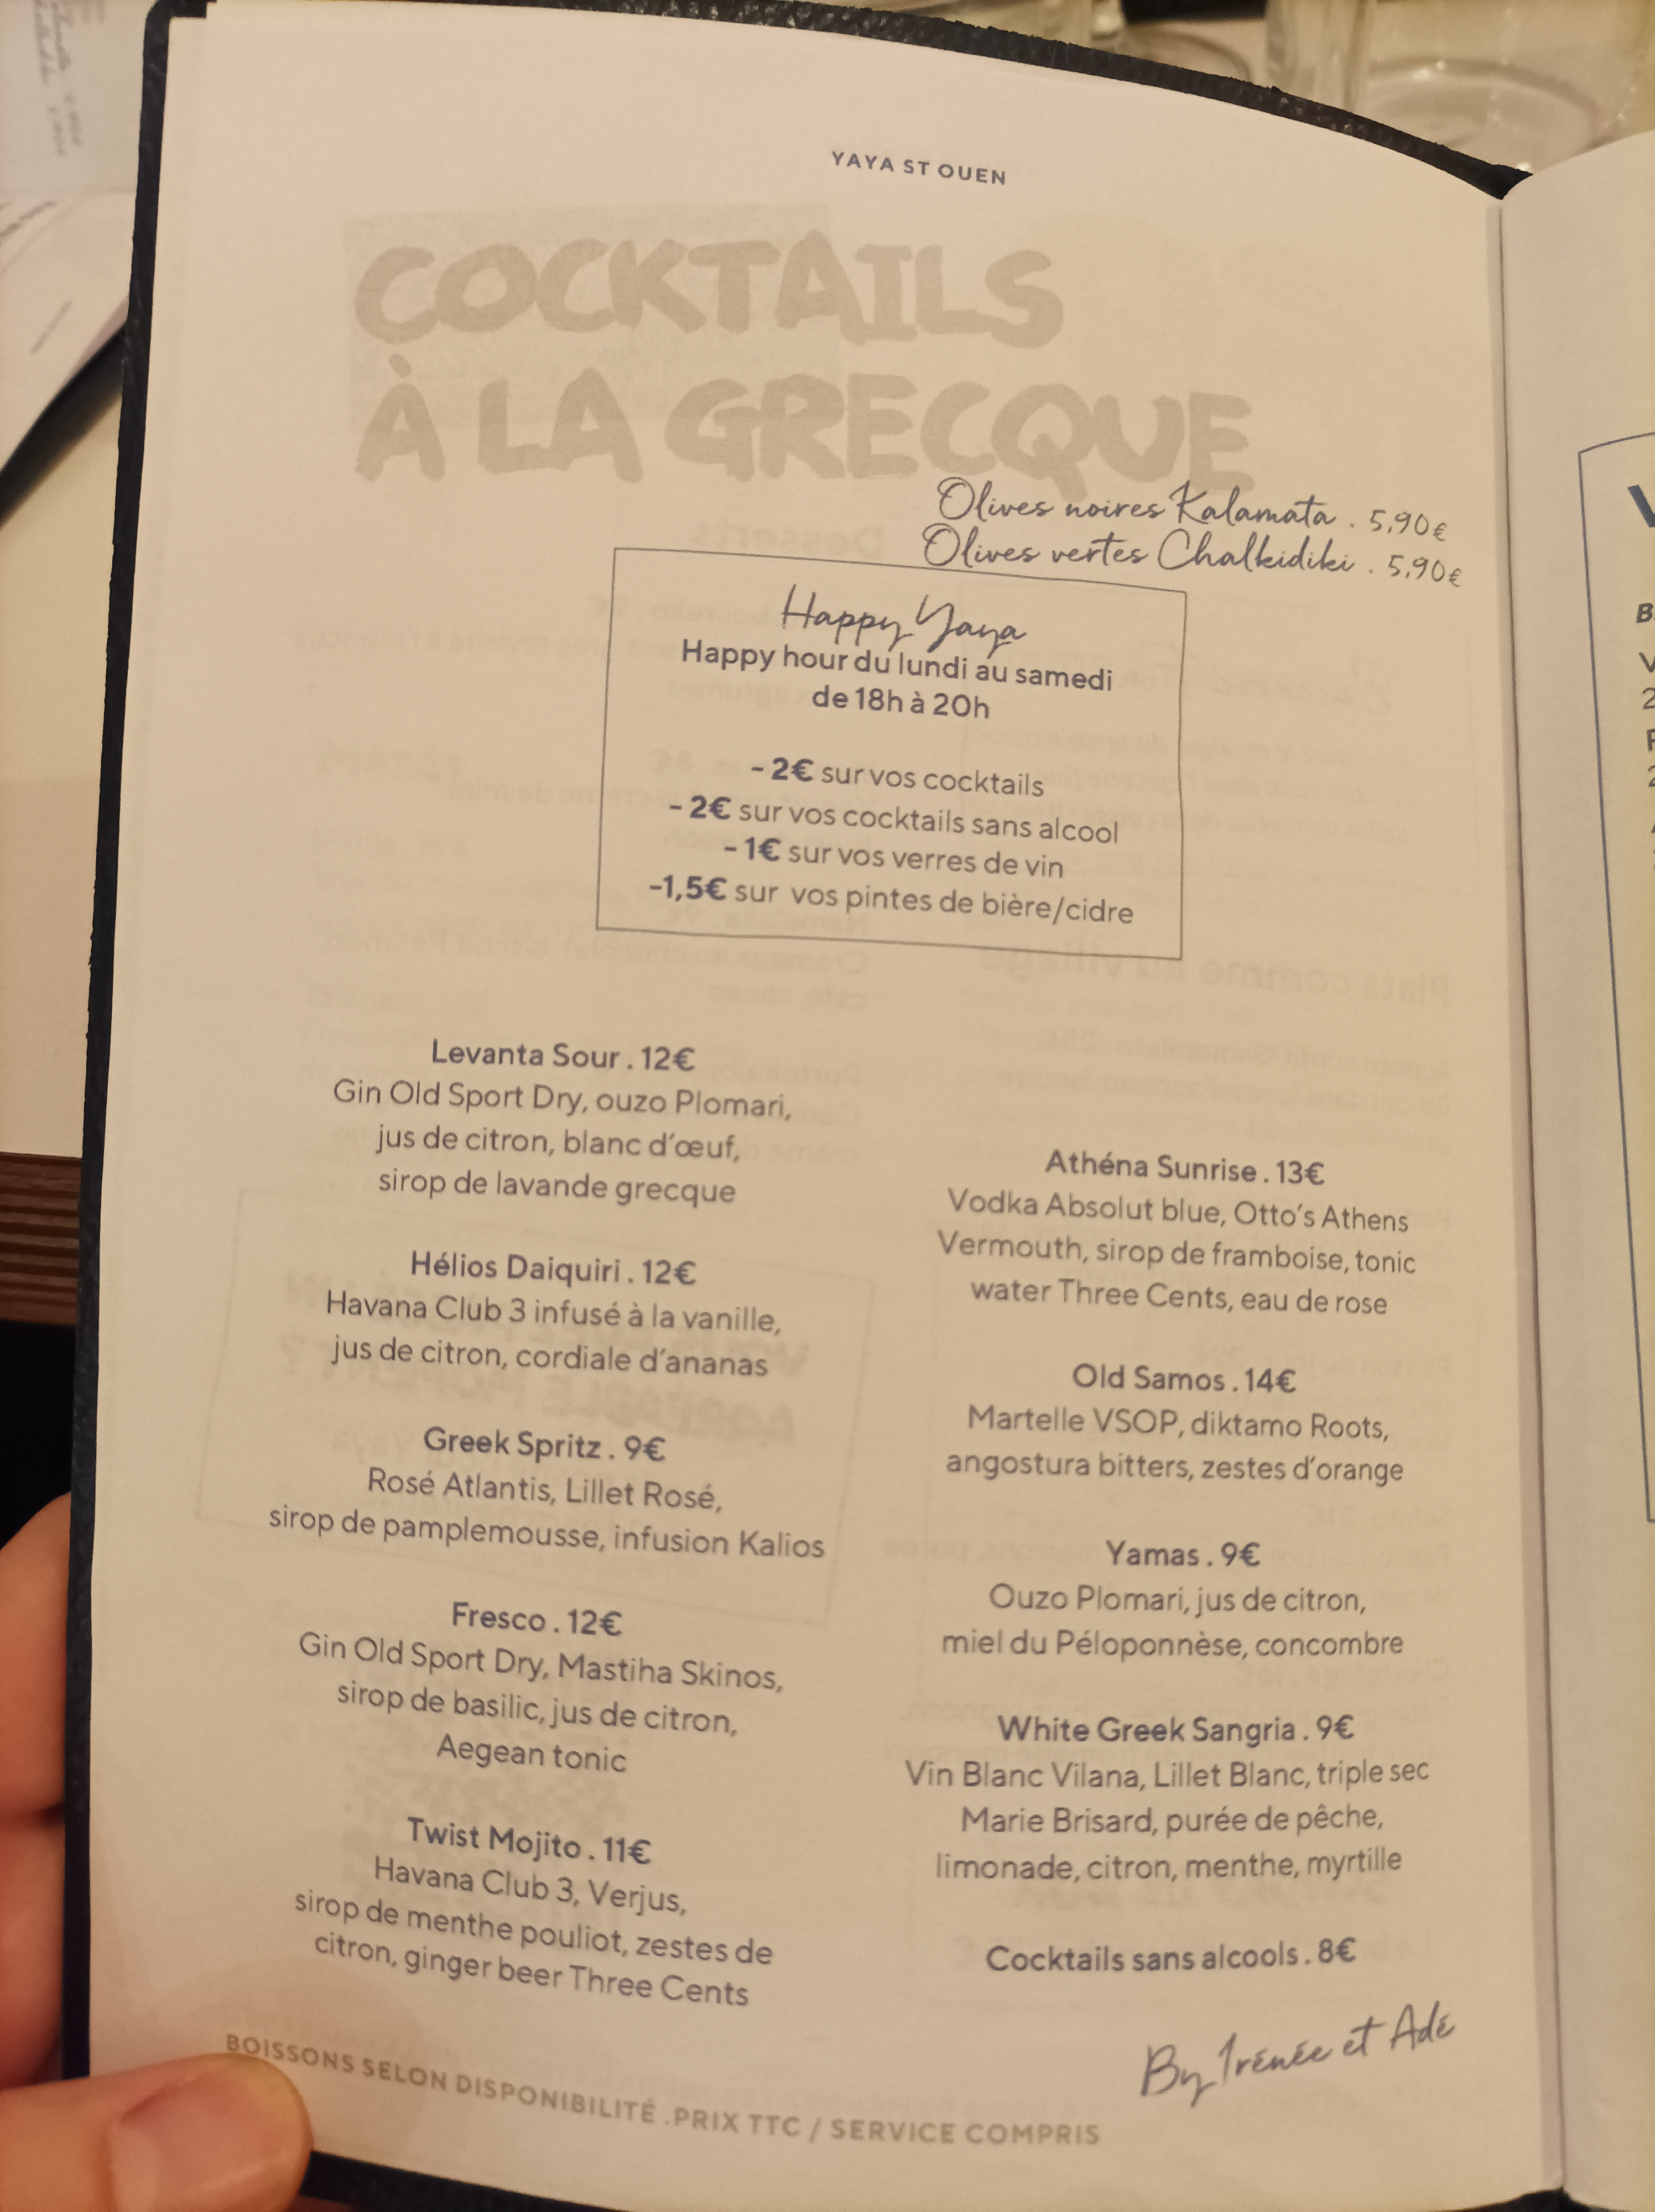 YAYA ST OUEN
COCKTAILS
À LA GRECQUE
Olives noires Kalamata . 5,90€
Olives vertes Chalkidiki . 5,90€
Happy Yaya
Happy hour du lundi au samedi
de 18h à 20h
- 2€ sur vos cocktails
- 2€ sur vos cocktails sans alcool
- 1€ sur vos verres de vin
-1,5€ sur vos pintes de bière/cidre
Levanta Sour . 12€
Gin Old Sport Dry, ouzo Plomari,
jus de citron, blanc d'œuf,
sirop de lavande grecque
Hélios Daiquiri . 12€
Havana Club 3 infusé à la vanille,
jus de citron, cordiale d'ananas
Greek Spritz . 9€
Rosé Atlantis, Lillet Rosé,
sirop de pamplemousse, infusion Kalios
Fresco . 12€
Gin Old Sport Dry, Mastiha Skinos,
sirop de basilic, jus de citron,
Aegean tonic
Twist Mojito . 11€
Havana Club 3, Verjus,
sirop de menthe pouliot, zestes de
citron, ginger beer Three Cents
Athéna Sunrise . 13€
Vodka Absolut blue, Otto's Athens
Vermouth, sirop de framboise, tonic
water Three Cents, eau de rose
Old Samos . 14€
Martelle VSOP, diktamo Roots,
angostura bitters, zestes d'orange
Yamas . 9€
Ouzo Plomari, jus de citron,
miel du Péloponnèse, concombre
White Greek Sangria . 9€
Vin Blanc Vilana, Lillet Blanc, triple sec
Marie Brisard, purée de pêche,
limonade, citron, menthe, myrtille
Cocktails sans alcools . 8€
By Irénée et Adé
BOISSONS SELON DISPONIBILITÉ .PRIX TTC / SERVICE COMPRIS